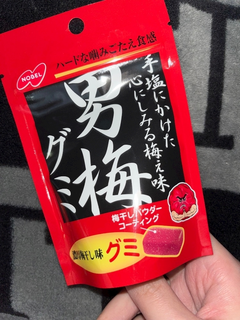 NOBEL
ハードな噛みごたえ食感
手塩にかけた
心にしみる梅ぇ味
男梅
グミ
梅干しパウダー
コーティング
濃厚梅干し味
グミ